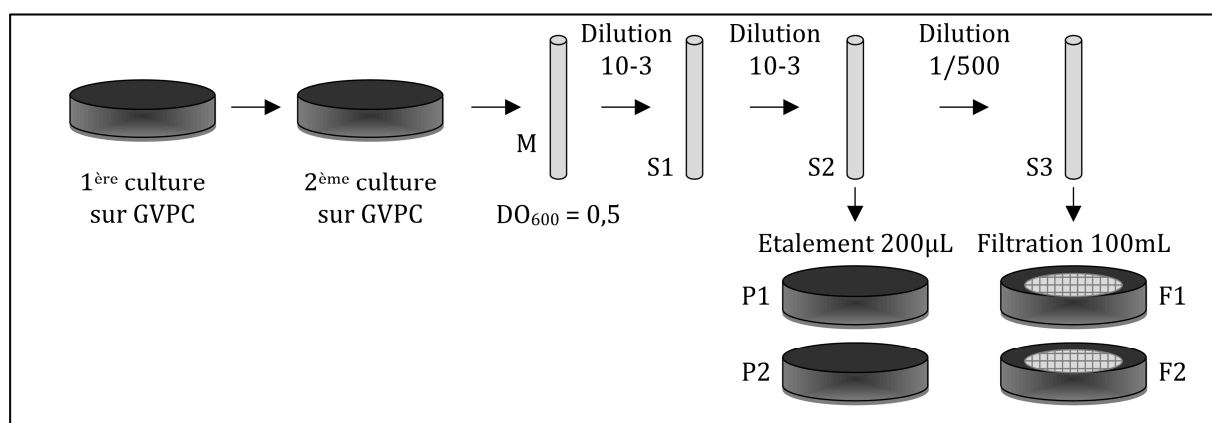 Dilution
10-3
Dilution
10-3
Dilution
1/500
M
S1
S2
S3
1ère culture
sur GVPC
2ème culture
sur GVPC
DO₆₀₀ = 0,5
Etalement 200µL
Filtration 100mL
P1
F1
P2
F2